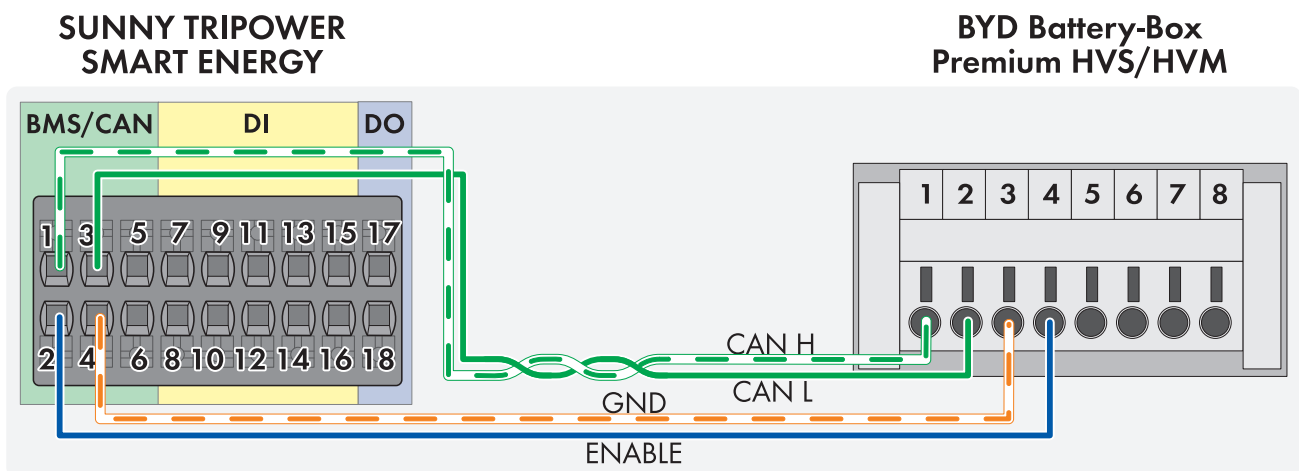 SUNNY TRIPOWER
SMART ENERGY
BYD Battery-Box
Premium HVS/HVM
BMS/CAN DI DO
1 2 3 4 5 6 7 8
1 3 5 7 9 11 13 15 17
2 4 6 8 10 12 14 16 18
CAN H
CAN L
GND
ENABLE